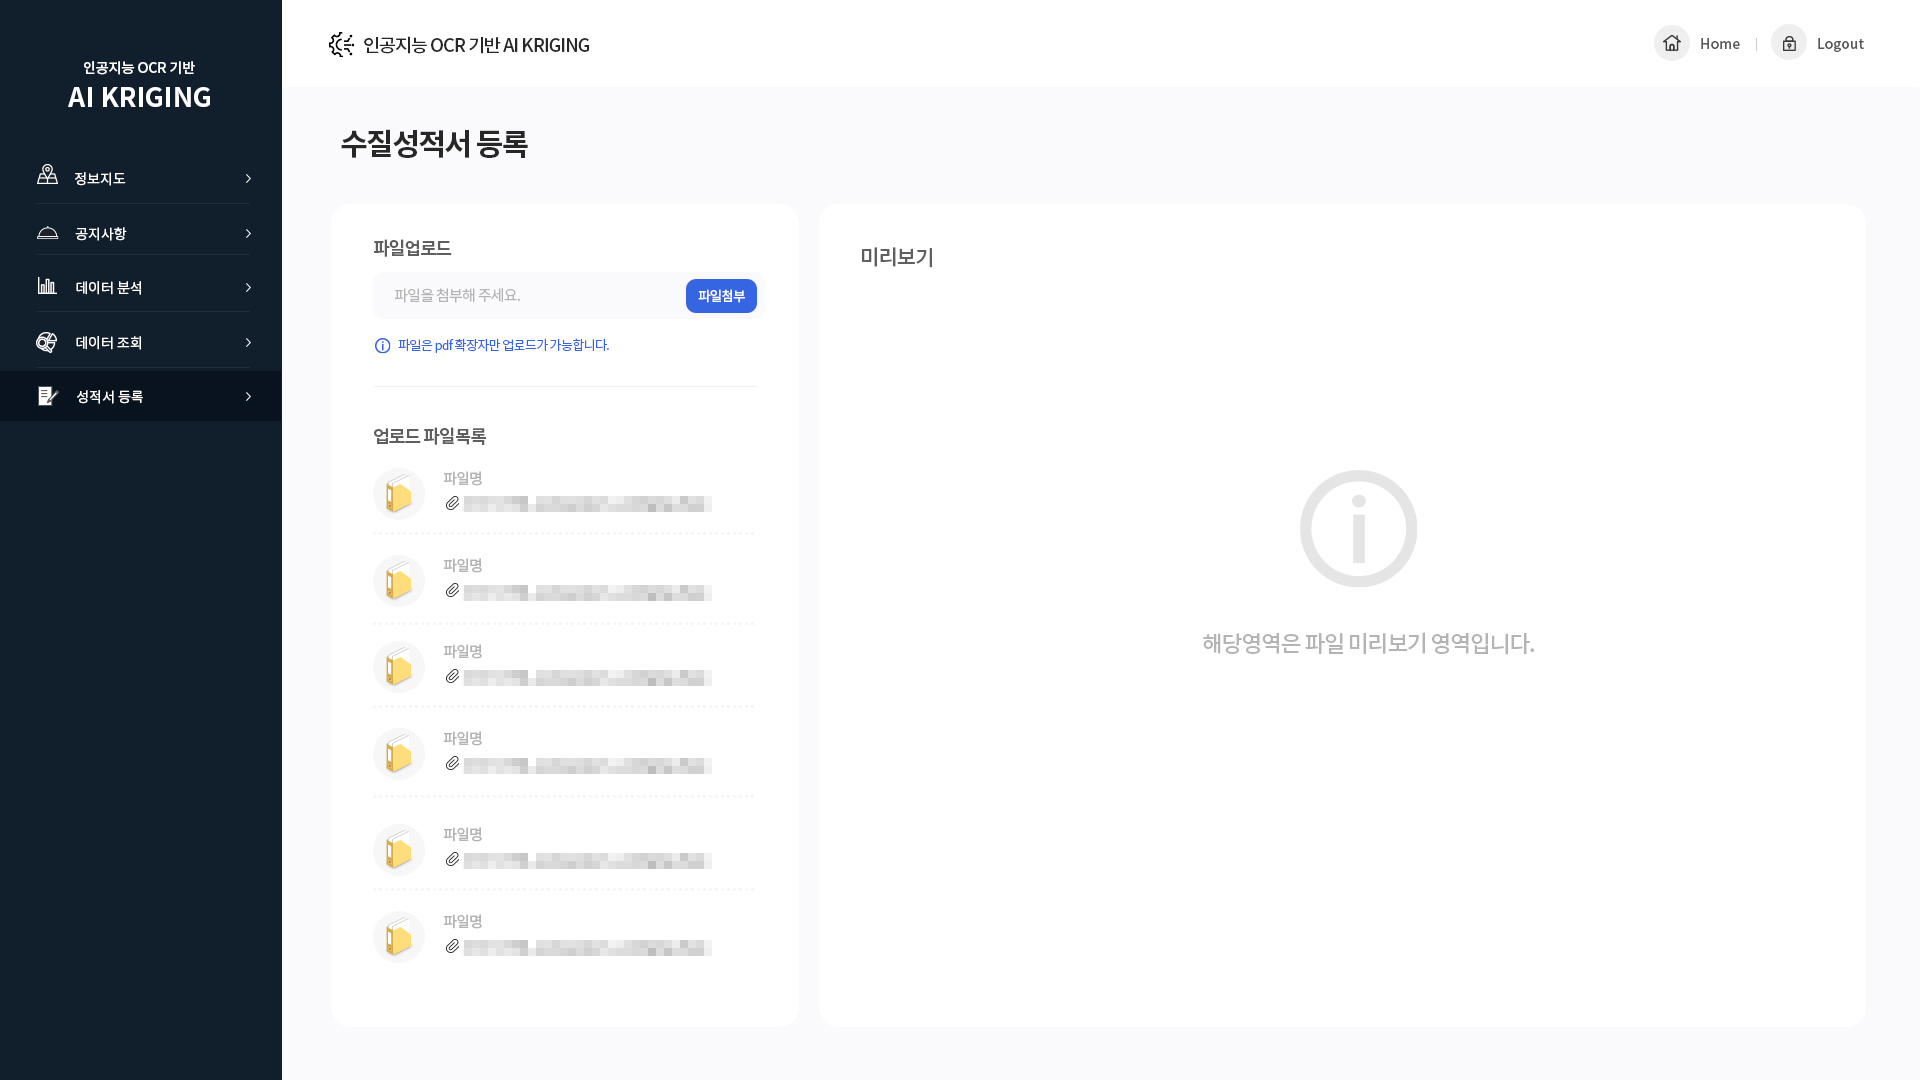 인공지능 OCR 기반
AI KRIGING
정보지도
공지사항
데이터 분석
데이터 조회
성적서 등록
인공지능 OCR 기반 AI KRIGING
Home
Logout
수질성적서 등록
파일업로드
파일을 첨부해 주세요.
파일첨부
파일은 pdf 확장자만 업로드가 가능합니다.
업로드 파일목록
파일명
파일명
파일명
파일명
파일명
파일명
미리보기
해당영역은 파일 미리보기 영역입니다.